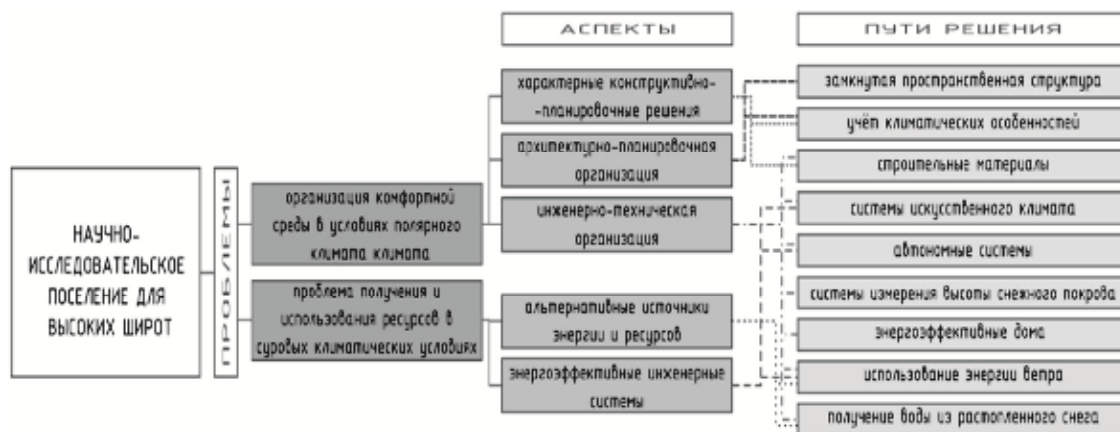 АСПЕКТЫ
ПУТИ РЕШЕНИЯ
НАУЧНО-
ИССЛЕДОВАТЕЛЬСКОЕ
ПОСЕЛЕНИЕ ДЛЯ
ВЫСОКИХ ШИРОТ
ПРОБЛЕМЫ
организация комфортной
среды в условиях полярного
климата климата
проблема получения и
использования ресурсов в
суровых климатических условиях
характерные конструктивно-
-планировочные решения
архитектурно-планировочная
организация
инженерно-техническая
организация
альтернативные источники
энергии и ресурсов
энергоэффективные инженерные
системы
замкнутая пространственная структура
учёт климатических особенностей
строительные материалы
системы искусственного климата
автономные системы
системы измерения высоты снежного покрова
энергоэффективные дома
использование энергии ветра
получение воды из растопленного снега